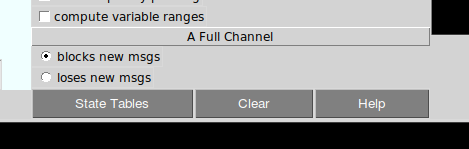 compute variable ranges
A Full Channel
blocks new msgs
loses new msgs
State Tables Clear Help